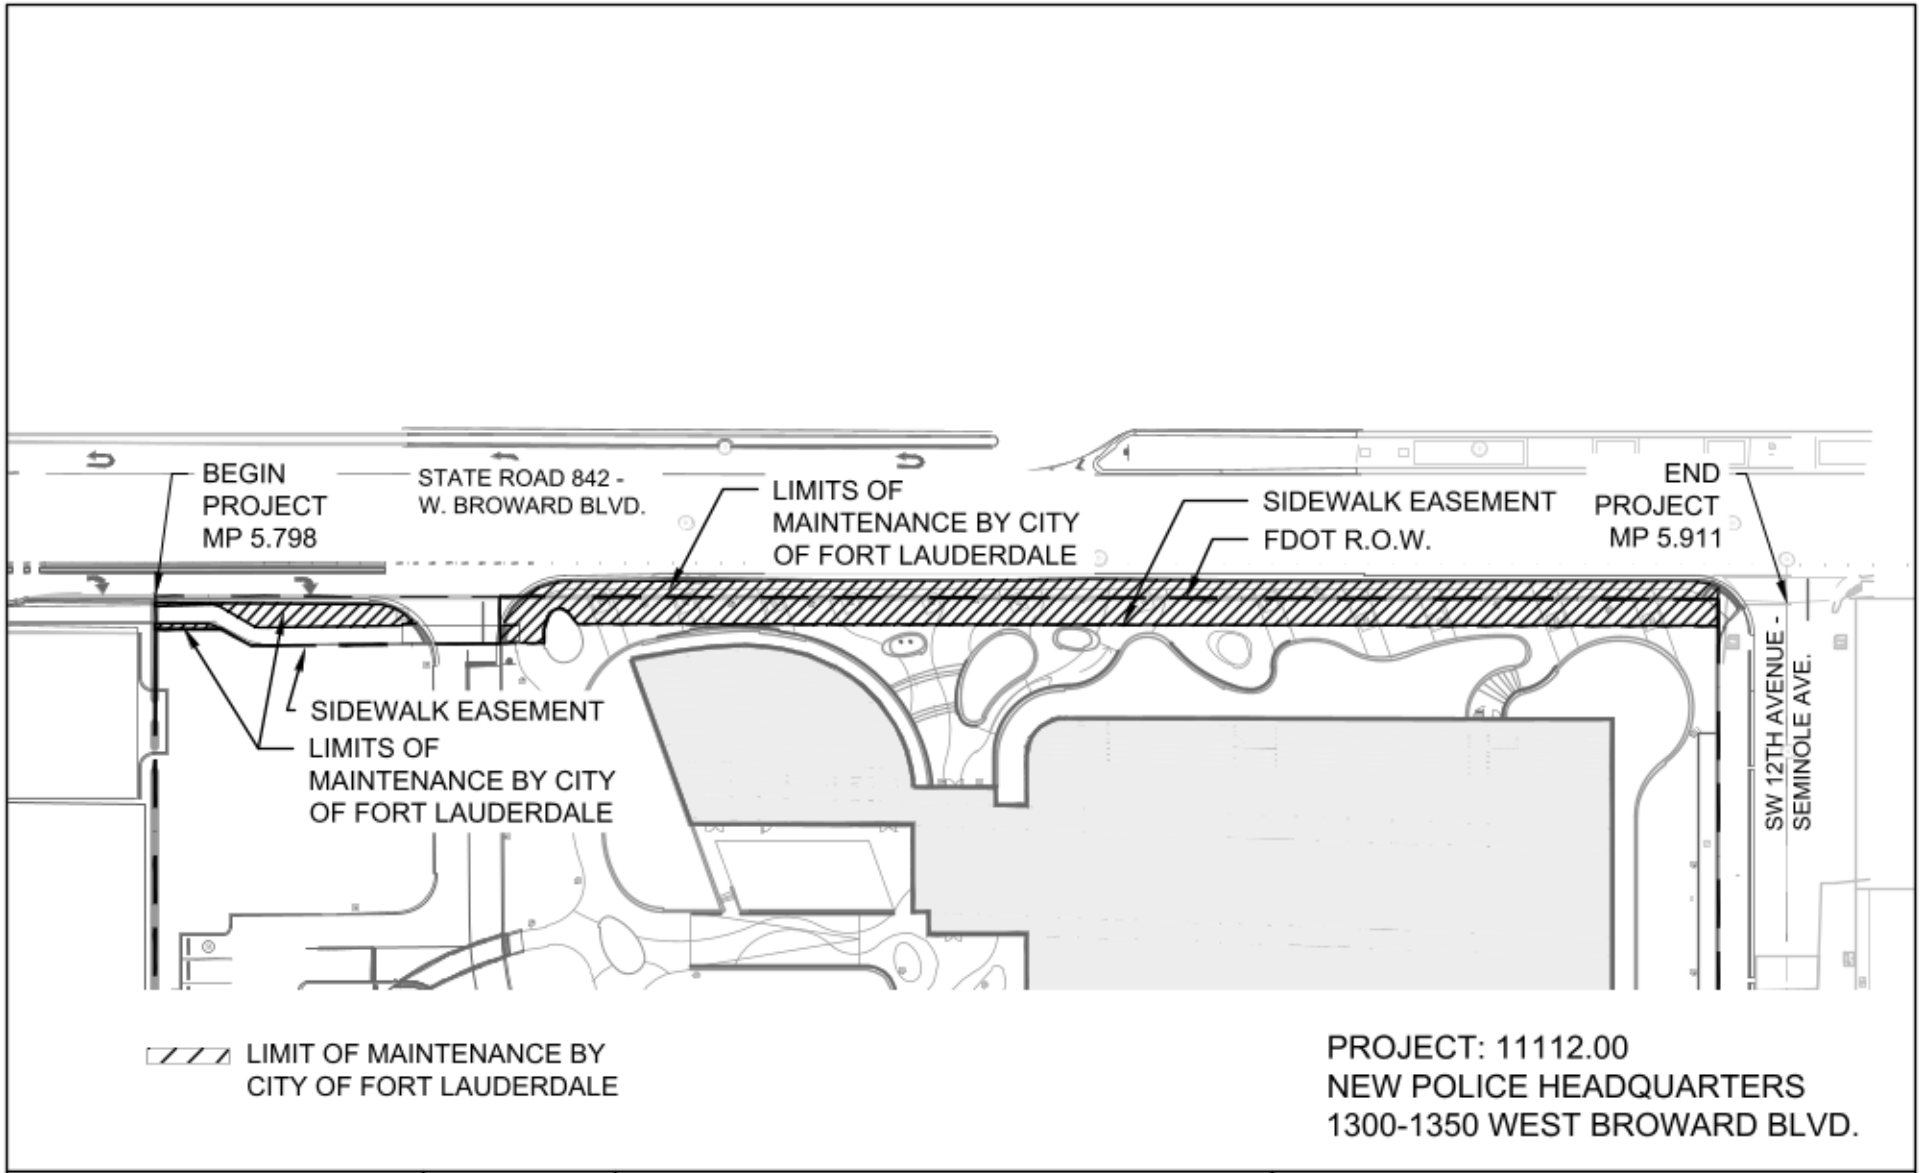 BEGIN
PROJECT
MP 5.798
STATE ROAD 842 -
W. BROWARD BLVD.
LIMITS OF
MAINTENANCE BY CITY
OF FORT LAUDERDALE
SIDEWALK EASEMENT
FDOT R.O.W.
END
PROJECT
MP 5.911
SIDEWALK EASEMENT
LIMITS OF
MAINTENANCE BY CITY
OF FORT LAUDERDALE
SW 12TH AVENUE -
SEMINOLE AVE.
LIMIT OF MAINTENANCE BY
CITY OF FORT LAUDERDALE
PROJECT: 11112.00
NEW POLICE HEADQUARTERS
1300-1350 WEST BROWARD BLVD.